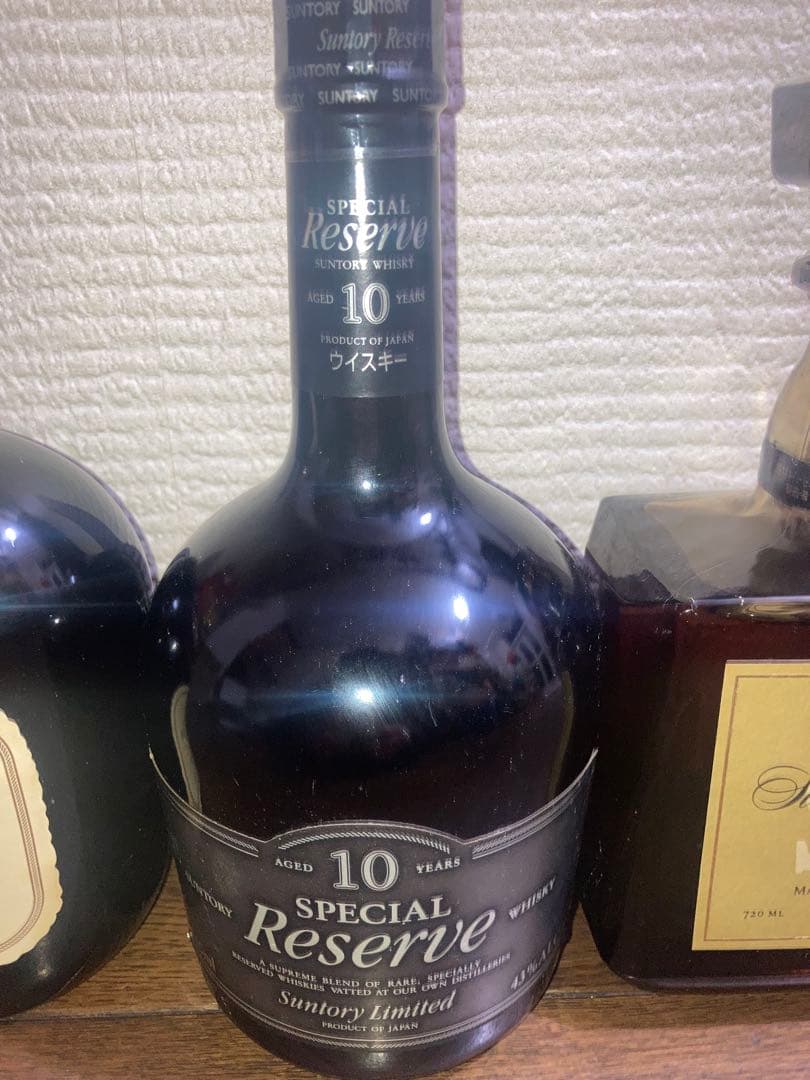 SUNTORY SUNTORY
Suntory Reserve
SUNTORY SUNTORY
SUNTORY SUNTORY
SPECIAL
Reserve
SUNTORY WHISKY
AGED 10 YEARS
PRODUCT OF JAPAN
ウイスキー
AGED 10 YEARS
SUNTORY SPECIAL WHISKY
Reserve
A SUPREME BLEND OF RARE, SPECIALLY
RESERVED WHISKIES VATTED AT OUR OWN DISTILLERIES
43%
Suntory Limited
PRODUCT OF JAPAN
720 ML